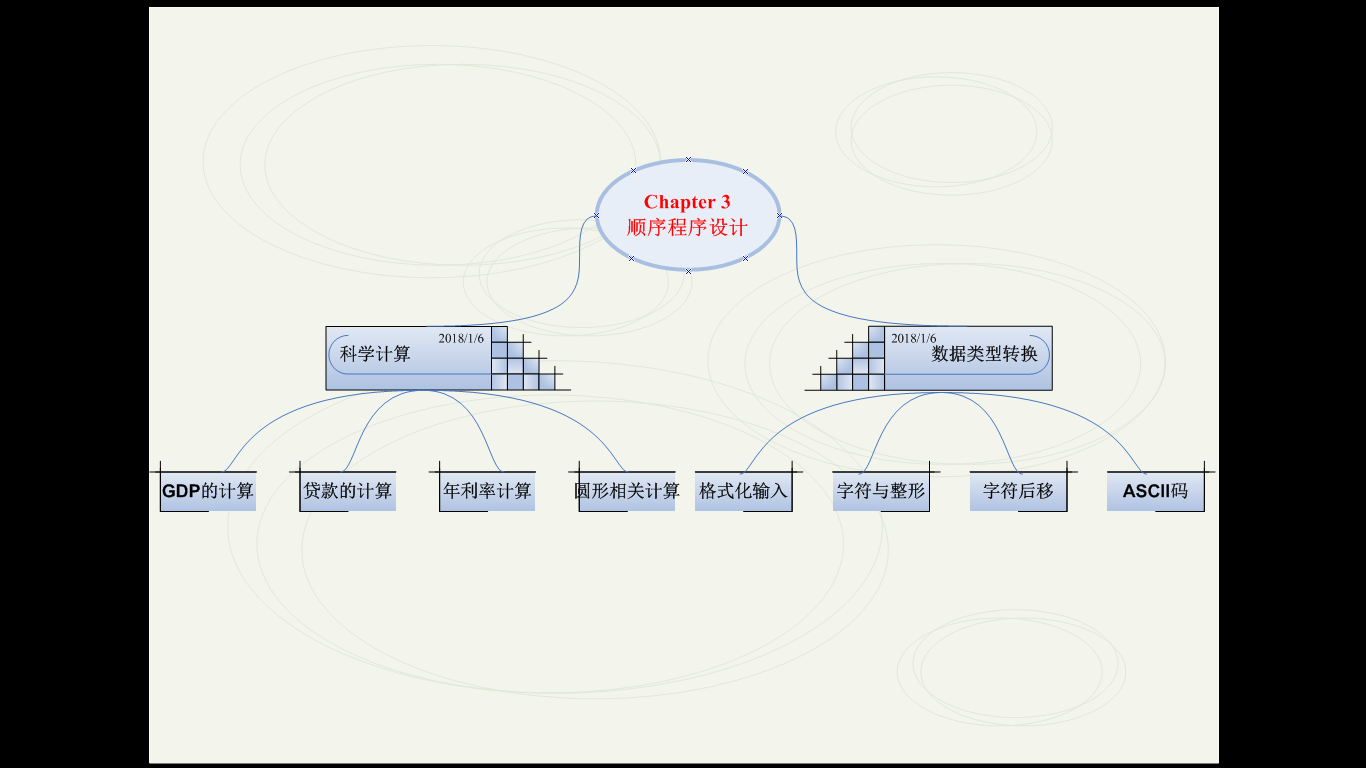 Chapter 3
顺序程序设计
2018/1/6
科学计算
2018/1/6
数据类型转换
GDP的计算
贷款的计算
年利率计算
圆形相关计算
格式化输入
字符与整形
字符后移
ASCII码